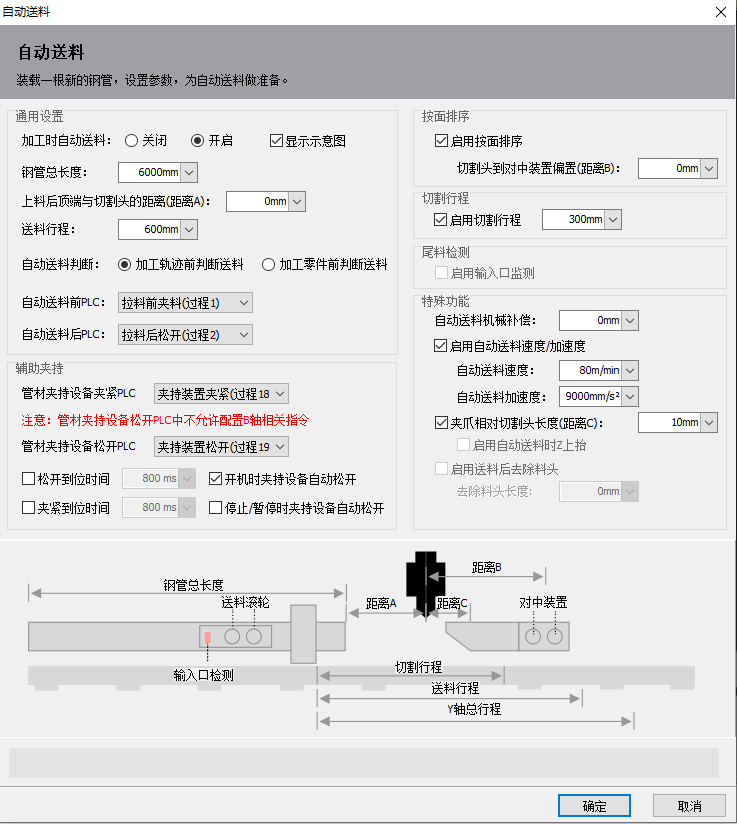 自动送料
自动送料
装载一根新的钢管，设置参数，为自动送料做准备。
通用设置
加工时自动送料： 关闭 开启 显示示意图
钢管总长度： 6000mm
上料后顶端与切割头的距离(距离A)： 0mm
送料行程： 600mm
自动送料判断： 加工轨迹前判断送料 加工零件前判断送料
自动送料前PLC： 拉料前夹料(过程1)
自动送料后PLC： 拉料后松开(过程2)
辅助夹持
管材夹持设备夹紧PLC 夹持装置夹紧(过程18
注意：管材夹持设备松开PLC中不允许配置B轴相关指令
管材夹持设备松开PLC 夹持装置松开(过程19
松开到位时间 800 ms 开机时夹持设备自动松开
夹紧到位时间 800 ms 停止/暂停时夹持设备自动松开
按面排序
启用按面排序
切割头到对中装置偏置(距离B)： 0mm
切割行程
启用切割行程 300mm
尾料检测
启用输入口监测
特殊功能
自动送料机械补偿： 0mm
启用自动送料速度/加速度
自动送料速度： 80m/min
自动送料加速度： 9000mm/s²
夹爪相对切割头长度(距离C)： 10mm
启用自动送料时Z上抬
启用送料后去除料头
去除料头长度： 0mm
距离B
钢管总长度
送料滚轮 距离A 距离C 对中装置
输入口检测 切割行程
送料行程
Y轴总行程
确定 取消